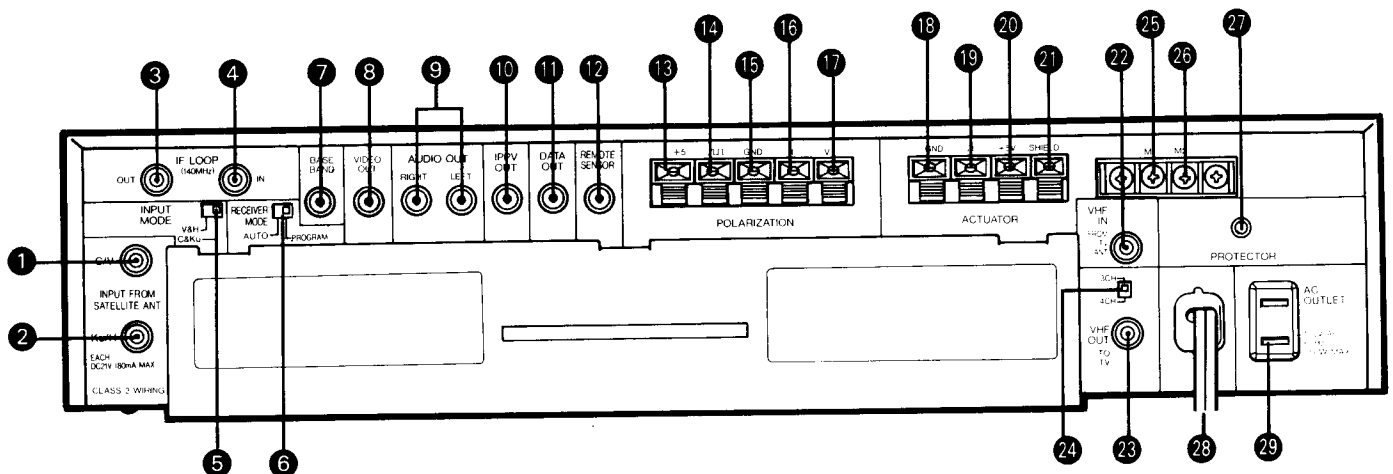 14
16
18
20
25
27
3
4
7
8
9
10
11
12
13
15
17
19
21
22
26
IF LOOP
(140MHz)
OUT
IN
BASE
BAND
VIDEO
OUT
AUDIO OUT
RIGHT
LEFT
IPPV
OUT
DATA
OUT
REMOTE
SENSOR
+5
GND
V
POLARIZATION
GND
+5V
SHIELD
ACTUATOR
INPUT
MODE
V&H
C&Ku
RECEIVER
MODE
AUTO
PROGRAM
VHF
IN
FROM
ANT
PROTECTOR
1
INPUT FROM
SATELLITE ANT
2
EACH
DC21V 180mA MAX
CLASS 2 WIRING
3CH
4CH
VHF
OUT
TO
TV
AC
OUTLET
5
6
24
23
28
29